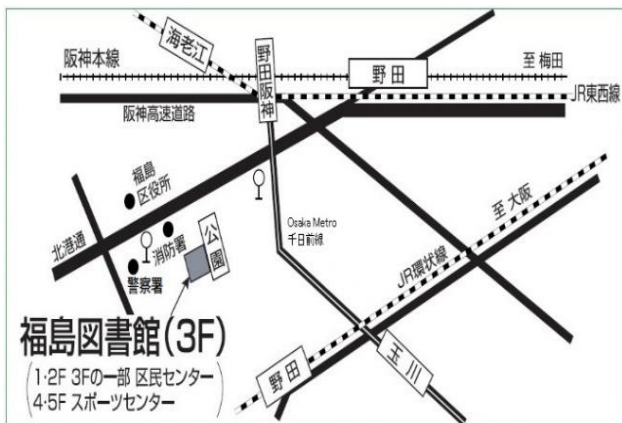 海老江
阪神本線
野田阪神
野田
至 梅田
JR東西線
阪神高速道路
福島
区役所
北港通
消防署
公園
警察署
Osaka Metro
千日前線
至 大阪
JR環状線
福島図書館(3F)
(1·2F 3Fの一部 区民センター
4·5F スポーツセンター)
野田
玉川